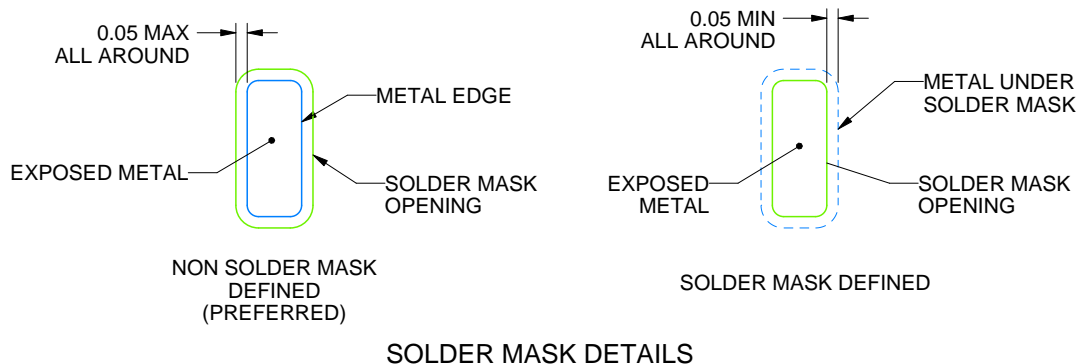 0.05 MAX
ALL AROUND
METAL EDGE
EXPOSED METAL
SOLDER MASK
OPENING
NON SOLDER MASK
DEFINED
(PREFERRED)
0.05 MIN
ALL AROUND
METAL UNDER
SOLDER MASK
EXPOSED
METAL
SOLDER MASK
OPENING
SOLDER MASK DEFINED
SOLDER MASK DETAILS